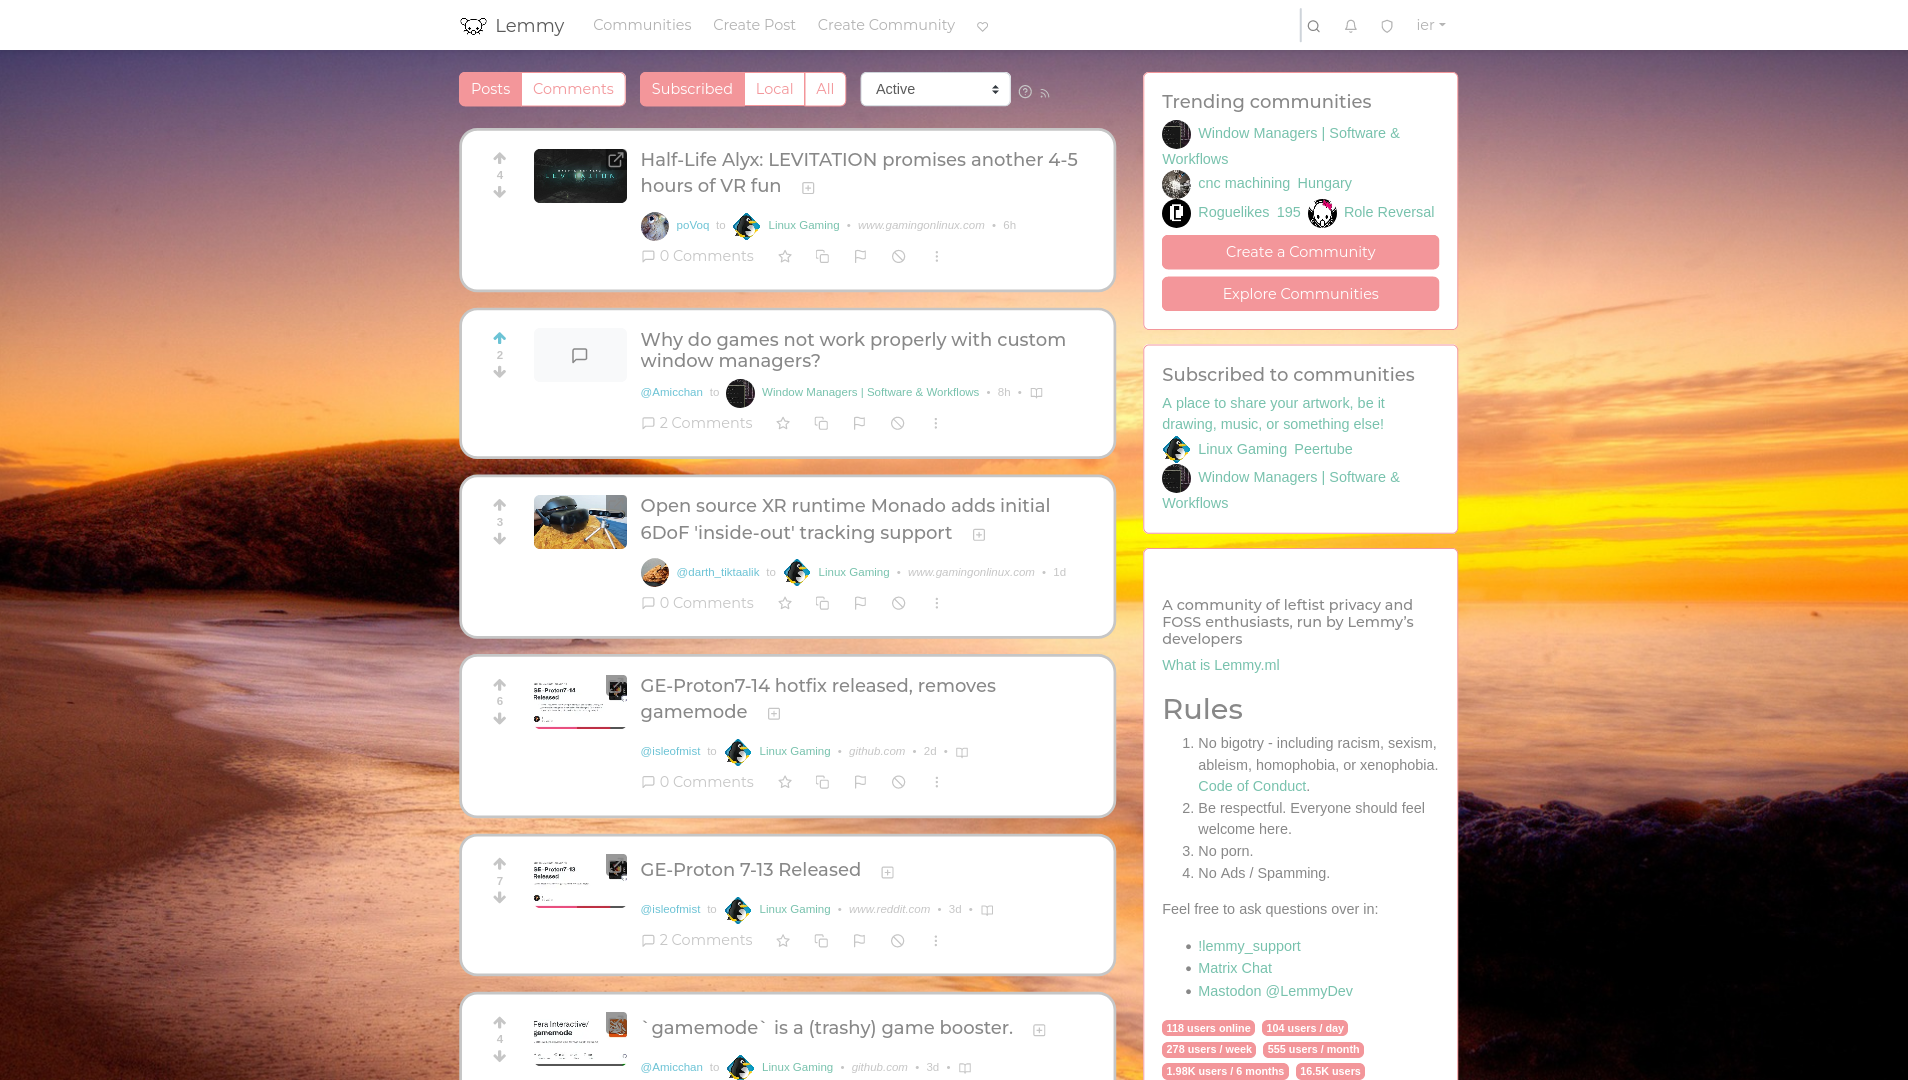 Lemmy Communities Create Post Create Community ier
Posts Comments Subscribed Local All Active
4
Half-Life Alyx: LEVITATION promises another 4-5
hours of VR fun
poVoq to Linux Gaming • www.gamingonlinux.com • 6h
0 Comments
2
Why do games not work properly with custom
window managers?
@Amicchan to Window Managers | Software & Workflows • 8h •
2 Comments
3
Open source XR runtime Monado adds initial
6DoF 'inside-out' tracking support
@darth_tiktaalik to Linux Gaming • www.gamingonlinux.com • 1d
0 Comments
6
GE-Proton7-14
Released
GE-Proton7-14 hotfix released, removes
gamemode
@isleofmist to Linux Gaming • github.com • 2d •
0 Comments
7
GE-Proton7-13
Released
GE-Proton 7-13 Released
@isleofmist to Linux Gaming • www.reddit.com • 3d •
2 Comments
4
FeralInteractive/
gamemode
`gamemode` is a (trashy) game booster.
@Amicchan to Linux Gaming • github.com • 3d •
Trending communities
Window Managers | Software &
Workflows
cnc machining Hungary
Roguelikes 195 Role Reversal
Create a Community
Explore Communities
Subscribed to communities
A place to share your artwork, be it
drawing, music, or something else!
Linux Gaming Peertube
Window Managers | Software &
Workflows
A community of leftist privacy and
FOSS enthusiasts, run by Lemmy’s
developers
What is Lemmy.ml
Rules
1. No bigotry - including racism, sexism,
ableism, homophobia, or xenophobia.
Code of Conduct.
2. Be respectful. Everyone should feel
welcome here.
3. No porn.
4. No Ads / Spamming.
Feel free to ask questions over in:
• !lemmy_support
• Matrix Chat
• Mastodon @LemmyDev
118 users online 104 users / day
278 users / week 555 users / month
1.98K users / 6 months 16.5K users